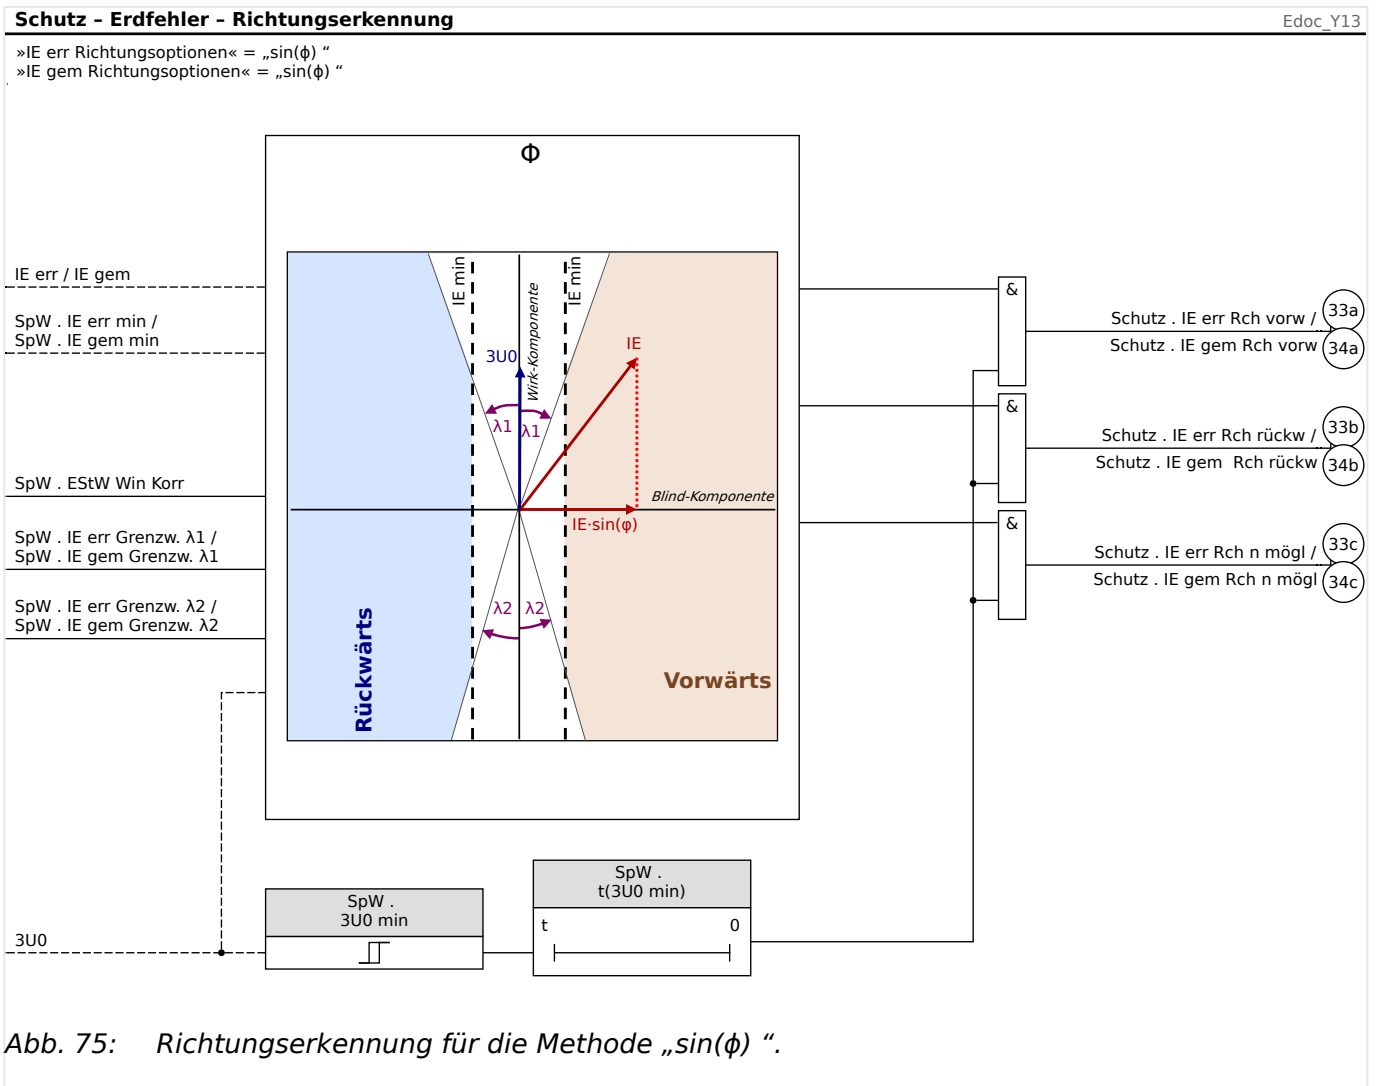 Schutz – Erdfehler – Richtungserkennung
Edoc_Y13
»IE err Richtungsoptionen« = „sin(ϕ) “
»IE gem Richtungsoptionen« = „sin(ϕ) “
Φ
IE err / IE gem
SpW . IE err min /
SpW . IE gem min
SpW . EStW Win Korr
SpW . IE err Grenzw. λ1 /
SpW . IE gem Grenzw. λ1
SpW . IE err Grenzw. λ2 /
SpW . IE gem Grenzw. λ2
3U0
IE min
Wirk-Komponente
IE min
3U0
IE
λ1
λ1
Blind-Komponente
IE·sin(φ)
λ2
λ2
Rückwärts
Vorwärts
&
Schutz . IE err Rch vorw /
33a
Schutz . IE gem Rch vorw
34a
&
Schutz . IE err Rch rückw /
33b
Schutz . IE gem  Rch rückw
34b
&
Schutz . IE err Rch n mögl /
33c
Schutz . IE gem Rch n mögl
34c
SpW .
3U0 min
SpW .
t(3U0 min)
t
0
Abb. 75: Richtungserkennung für die Methode „sin(ϕ) “.